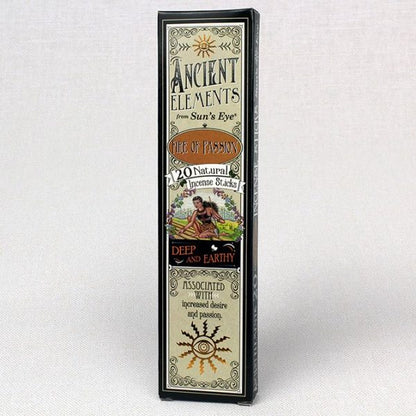 ANCIENT
ELEMENTS
from Sun's Eye®
FIRE OF PASSION
20 Natural
Incense Sticks
DEEP AND EARTHY
ASSOCIATED
WITH
increased desire
and passion.